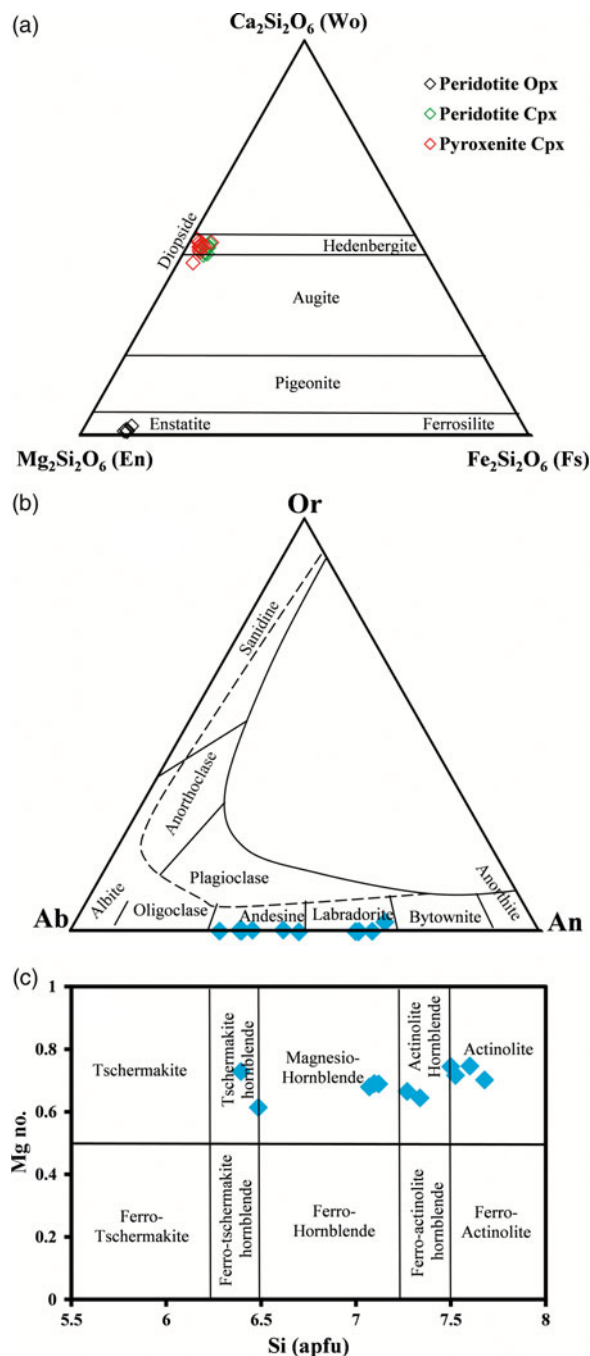 (a)
Ca₂Si₂O₆ (Wo)
Peridotite Opx
Peridotite Cpx
Pyroxenite Cpx
Diopside
Hedenbergite
Augite
Pigeonite
Enstatite
Ferrosilite
Mg₂Si₂O₆ (En)
Fe₂Si₂O₆ (Fs)
(b)
Or
Sanidine
Anorthoclase
Plagioclase
Albite
Oligoclase
Andesine
Labradorite
Bytownite
Anorthite
Ab
An
(c)
1
0.8
0.6
0.4
0.2
0
Mg no.
Tschermakite
Tschermakite
hornblende
Magnesio-
Hornblende
Actinolite
Hornblende
Actinolite
Ferro-
Tschermakite
Ferro-tschermakite
hornblende
Ferro-
Hornblende
Ferro-actinolite
hornblende
Ferro-
Actinolite
5.5 6 6.5 7 7.5 8
Si (apfu)